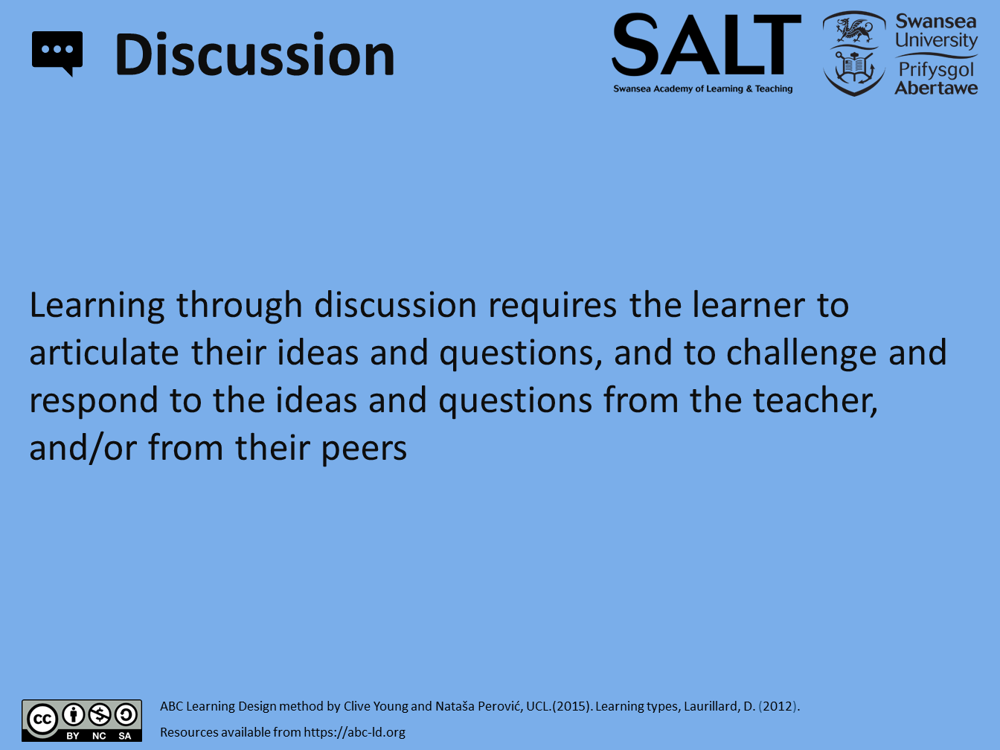 Discussion
SALT
Swansea Academy of Learning & Teaching
Swansea
University
Prifysgol
Abertawe
Learning through discussion requires the learner to
articulate their ideas and questions, and to challenge and
respond to the ideas and questions from the teacher,
and/or from their peers
cc
BY NC SA
ABC Learning Design method by Clive Young and Nataša Perović, UCL.(2015). Learning types, Laurillard, D. (2012).
Resources available from https://abc-ld.org